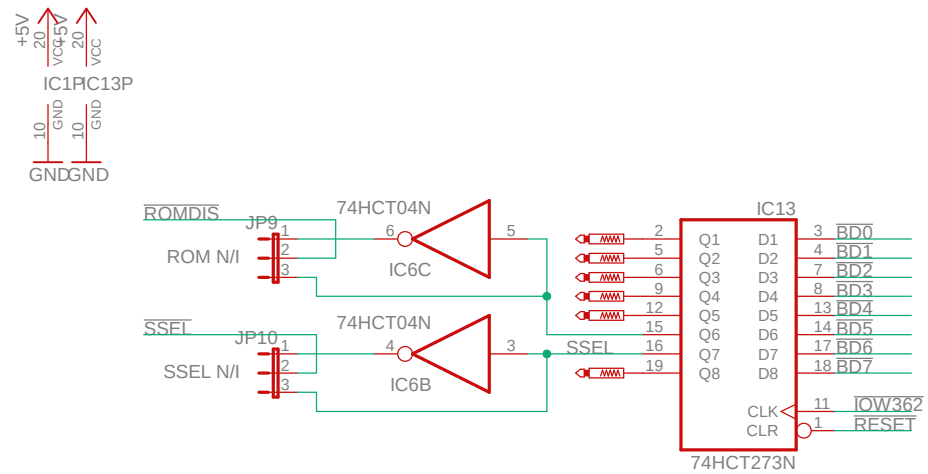 +5V
20
VCC
+5V
20
VCC
IC1P
IC13P
10
GND
10
GND
GND
GND
ROMDIS
JP9
ROM N/I
1
2
3
74HCT04N
6
5
IC6C
SSEL
JP10
SSEL N/I
1
2
3
74HCT04N
4
3
IC6B
SSEL
IC13
2 Q1 D1 3 BD0
5 Q2 D2 4 BD1
6 Q3 D3 7 BD2
9 Q4 D4 8 BD3
12 Q5 D5 13 BD4
15 Q6 D6 14 BD5
16 Q7 D7 17 BD6
19 Q8 D8 18 BD7
CLK 11 IOW362
CLR 1 RESET
74HCT273N